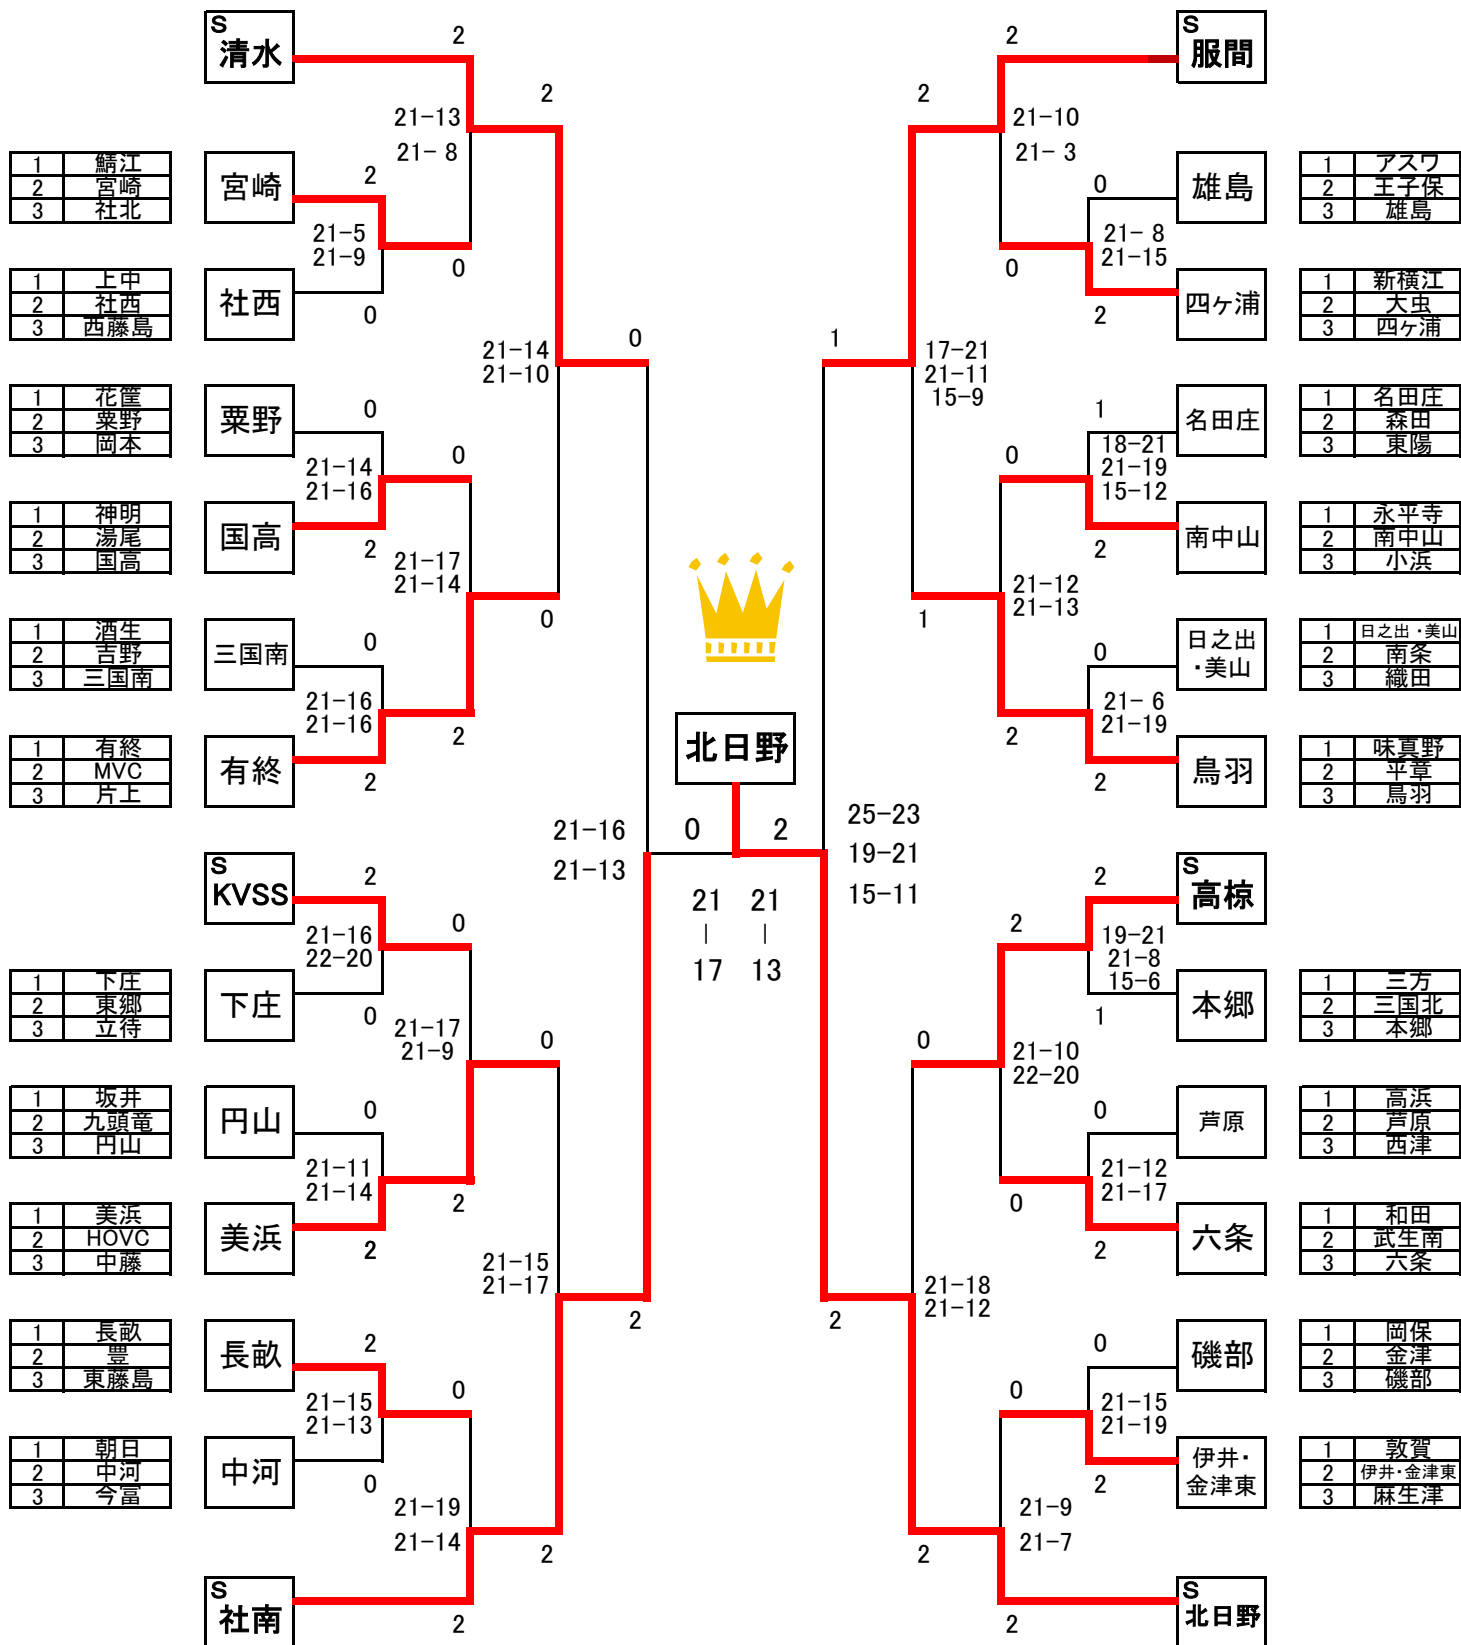 S
清水
2
21-13
21- 8
2
1 鯖江
2 宮崎
3 社北
宮崎
2
21-5
21-9
0
1 上中
2 社西
3 西藤島
社西
0
21-14
21-10
0
1 花筐
2 粟野
3 岡本
粟野
0
21-14
21-16
0
1 神明
2 湯尾
3 国高
国高
2
21-17
21-14
0
1 酒生
2 吉野
3 三国南
三国南
0
21-16
21-16
2
1 有終
2 MVC
3 片上
有終
2
21-16
21-13
S
KVSS
2
21-16
22-20
0
1 下庄
2 東郷
3 立待
下庄
0
21-17
21-9
0
1 坂井
2 九頭竜
3 円山
円山
0
21-11
21-14
2
1 美浜
2 HOVC
3 中藤
美浜
2
21-15
21-17
2
1 長畝
2 豊
3 東藤島
長畝
2
21-15
21-13
0
1 朝日
2 中河
3 今富
中河
0
21-19
21-14
2
S
社南
2
北日野
0 2
21 21
| |
17 13
S
服間
2
2
21-10
21- 3
雄島
0
21- 8
21-15
0
1 アスワ
2 王子保
3 雄島
四ヶ浦
2
1 新横江
2 大虫
3 四ヶ浦
1
17-21
21-11
15-9
名田庄
1
18-21
21-19
15-12
0
1 名田庄
2 森田
3 東陽
南中山
2
1 永平寺
2 南中山
3 小浜
21-12
21-13
1
日之出
・美山
0
21- 6
21-19
2
1 日之出・美山
2 南条
3 織田
鳥羽
2
1 味真野
2 平章
3 鳥羽
25-23
19-21
15-11
S
高椋
2
2
19-21
21-8
15-6
本郷
1
1 三方
2 三国北
3 本郷
0
21-10
22-20
芦原
0
21-12
21-17
0
1 高浜
2 芦原
3 西津
六条
2
1 和田
2 武生南
3 六条
21-18
21-12
2
磯部
0
21-15
21-19
0
1 岡保
2 金津
3 磯部
伊井・
金津東
2
1 敦賀
2 伊井・金津東
3 麻生津
21-9
21-7
2
S
北日野
2